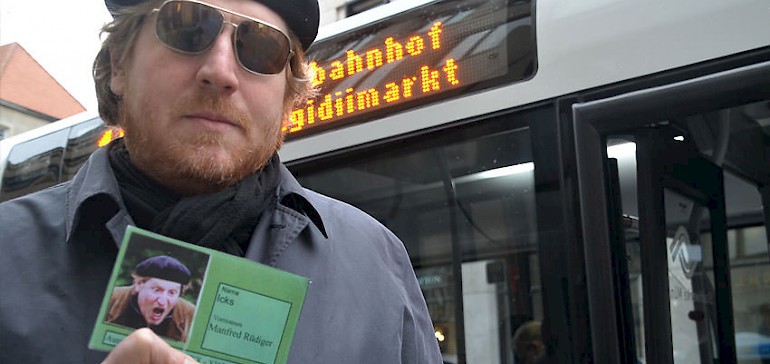 bahnhof
gidiimarkt
Name
Icks
Vorname
Manfred Rüdiger